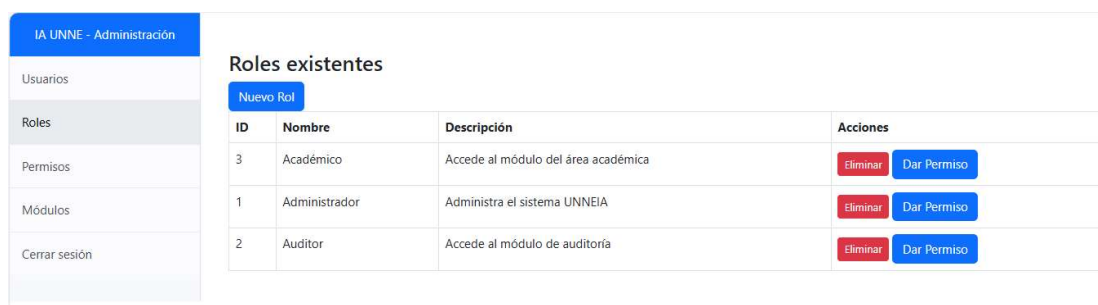 IA UNNE - Administración
Usuarios
Roles
Permisos
Módulos
Cerrar sesión
Roles existentes
Nuevo Rol
ID Nombre Descripción Acciones
3 Académico Accede al módulo del área académica Eliminar Dar Permiso
1 Administrador Administra el sistema UNNEIA Eliminar Dar Permiso
2 Auditor Accede al módulo de auditoría Eliminar Dar Permiso